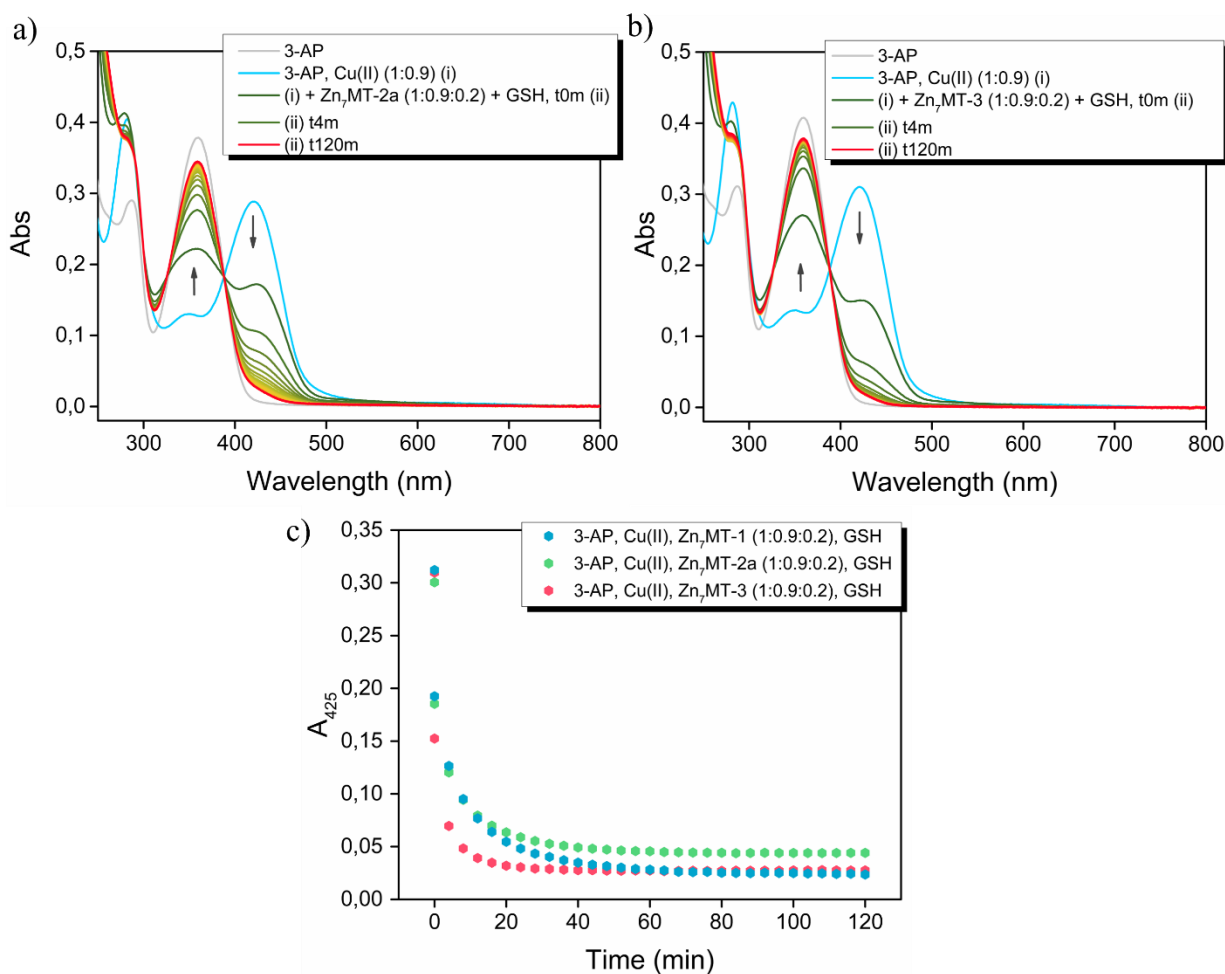 a)
3-AP
3-AP, Cu(II) (1:0.9) (i)
(i) + Zn₇MT-2a (1:0.9:0.2) + GSH, t0m (ii)
(ii) t4m
(ii) t120m
0,5
0,4
0,3
0,2
0,1
0,0
Abs
300 400 500 600 700 800
Wavelength (nm)
b)
3-AP
3-AP, Cu(II) (1:0.9) (i)
(i) + Zn₇MT-3 (1:0.9:0.2) + GSH, t0m (ii)
(ii) t4m
(ii) t120m
0,5
0,4
0,3
0,2
0,1
0,0
Abs
300 400 500 600 700 800
Wavelength (nm)
c)
3-AP, Cu(II), Zn₇MT-1 (1:0.9:0.2), GSH
3-AP, Cu(II), Zn₇MT-2a (1:0.9:0.2), GSH
3-AP, Cu(II), Zn₇MT-3 (1:0.9:0.2), GSH
0,35
0,30
0,25
0,20
0,15
0,10
0,05
0,00
A₄₂₅
0 20 40 60 80 100 120
Time (min)